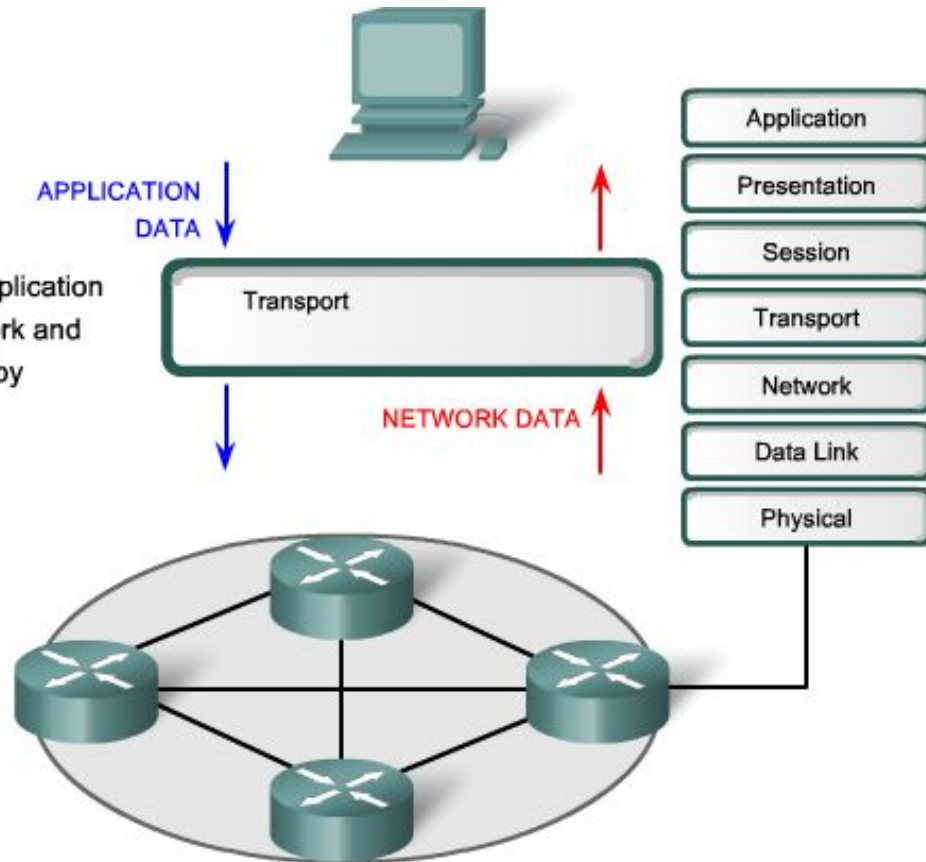 APPLICATION
DATA
plication
rk and
by
Transport
NETWORK DATA
Application
Presentation
Session
Transport
Network
Data Link
Physical